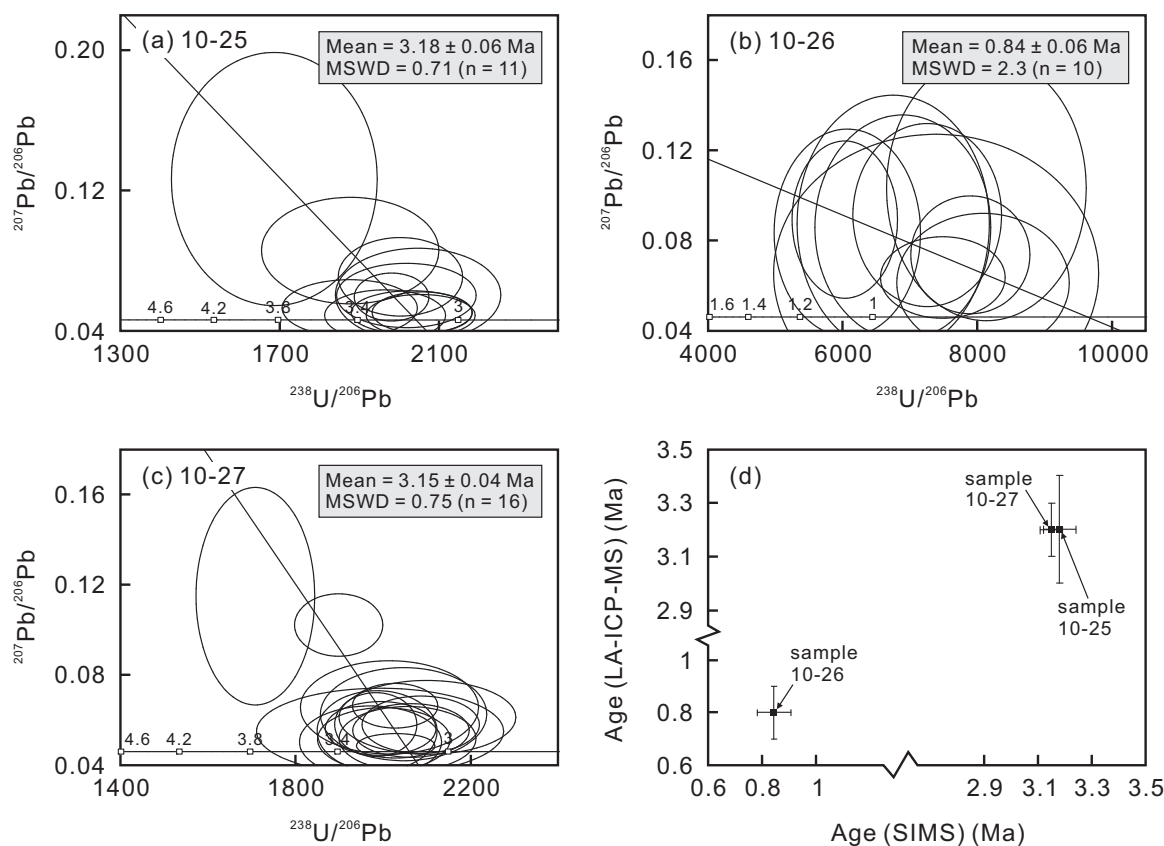 (a) 10-25
Mean = 3.18 ± 0.06 Ma
MSWD = 0.71 (n = 11)
0.20
0.12
0.04
²⁰⁷Pb/²⁰⁶Pb
4.6 4.2 3.8 3.4 3
1300 1700 2100
²³⁸U/²⁰⁶Pb
(b) 10-26
Mean = 0.84 ± 0.06 Ma
MSWD = 2.3 (n = 10)
0.16
0.12
0.08
0.04
²⁰⁷Pb/²⁰⁶Pb
1.6 1.4 1.2 1
4000 6000 8000 10000
²³⁸U/²⁰⁶Pb
(c) 10-27
Mean = 3.15 ± 0.04 Ma
MSWD = 0.75 (n = 16)
0.16
0.12
0.08
0.04
²⁰⁷Pb/²⁰⁶Pb
4.6 4.2 3.8 3.4 3
1400 1800 2200
²³⁸U/²⁰⁶Pb
(d)
3.5
3.3
3.1
2.9
1
0.8
0.6
Age (LA-ICP-MS) (Ma)
sample
10-27
sample
10-25
sample
10-26
0.6 0.8 1 2.9 3.1 3.3 3.5
Age (SIMS) (Ma)